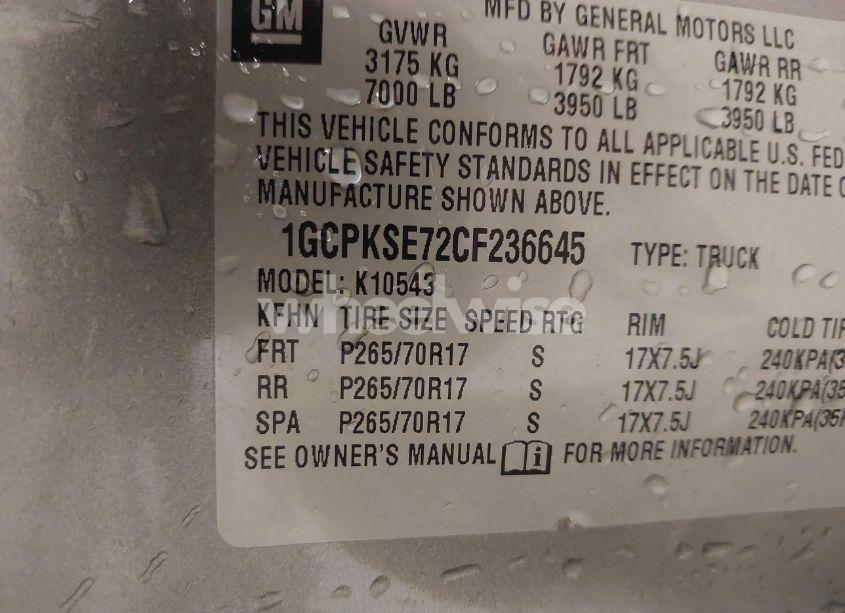 GM
MFD BY GENERAL MOTORS LLC
GVWR GAWR FRT GAWR RR
3175 KG 1792 KG 1792 KG
7000 LB 3950 LB 3950 LB
THIS VEHICLE CONFORMS TO ALL APPLICABLE U.S. FED
VEHICLE SAFETY STANDARDS IN EFFECT ON THE DATE O
MANUFACTURE SHOWN ABOVE.
1GCPKSE72CF236645 TYPE: TRUCK
MODEL: K10543
wheelwise
KFHN TIRE SIZE SPEED RTG RIM COLD TIR
FRT P265/70R17 S 17X7.5J 240KPA(3
RR P265/70R17 S 17X7.5J 240KPA(35
SPA P265/70R17 S 17X7.5J 240KPA(35
SEE OWNER'S MANUAL i FOR MORE INFORMATION.